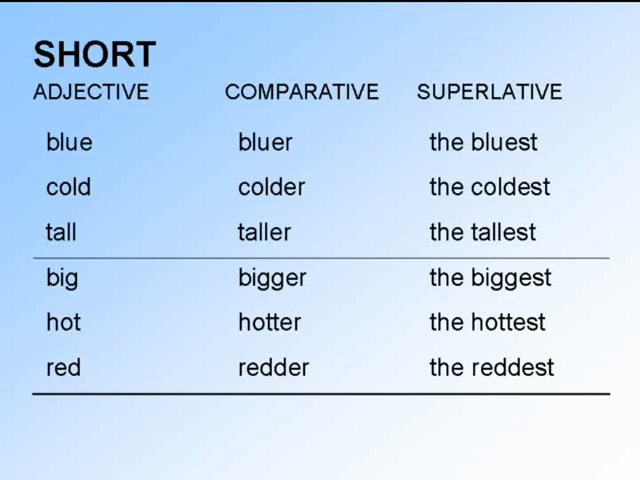 SHORT
ADJECTIVE COMPARATIVE SUPERLATIVE
blue bluer the bluest
cold colder the coldest
tall taller the tallest
big bigger the biggest
hot hotter the hottest
red redder the reddest